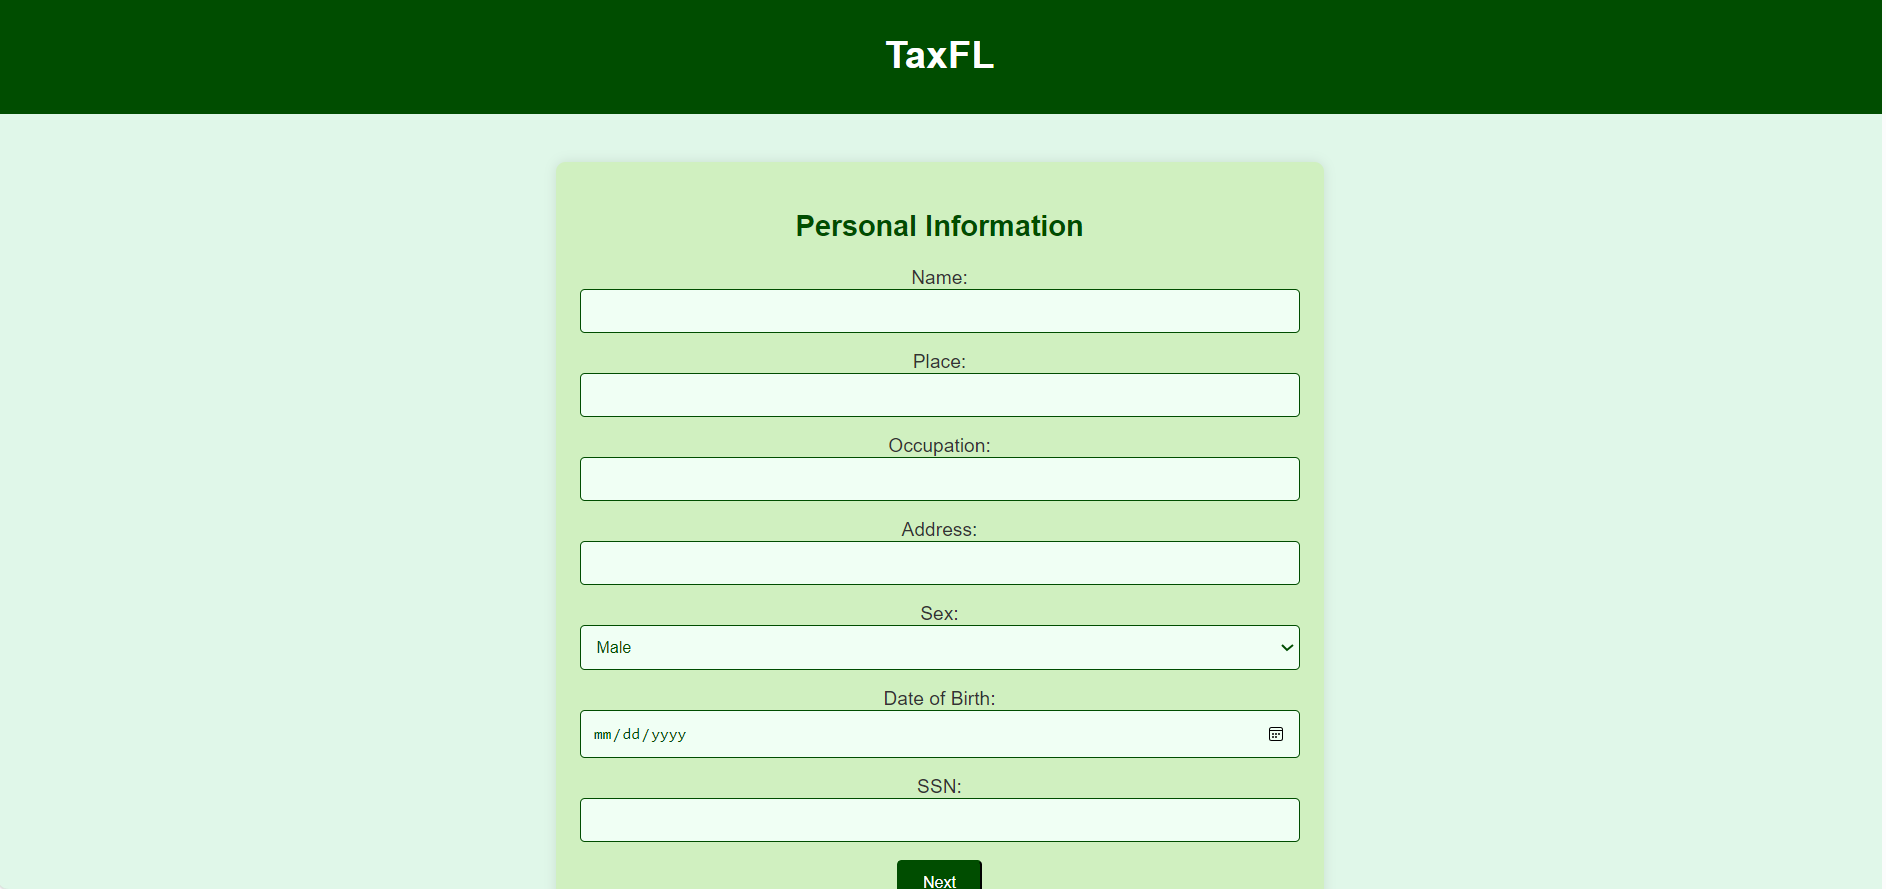 TaxFL
Personal Information
Name:
Place:
Occupation:
Address:
Sex:
Male
Date of Birth:
mm/dd/yyyy
SSN:
Next